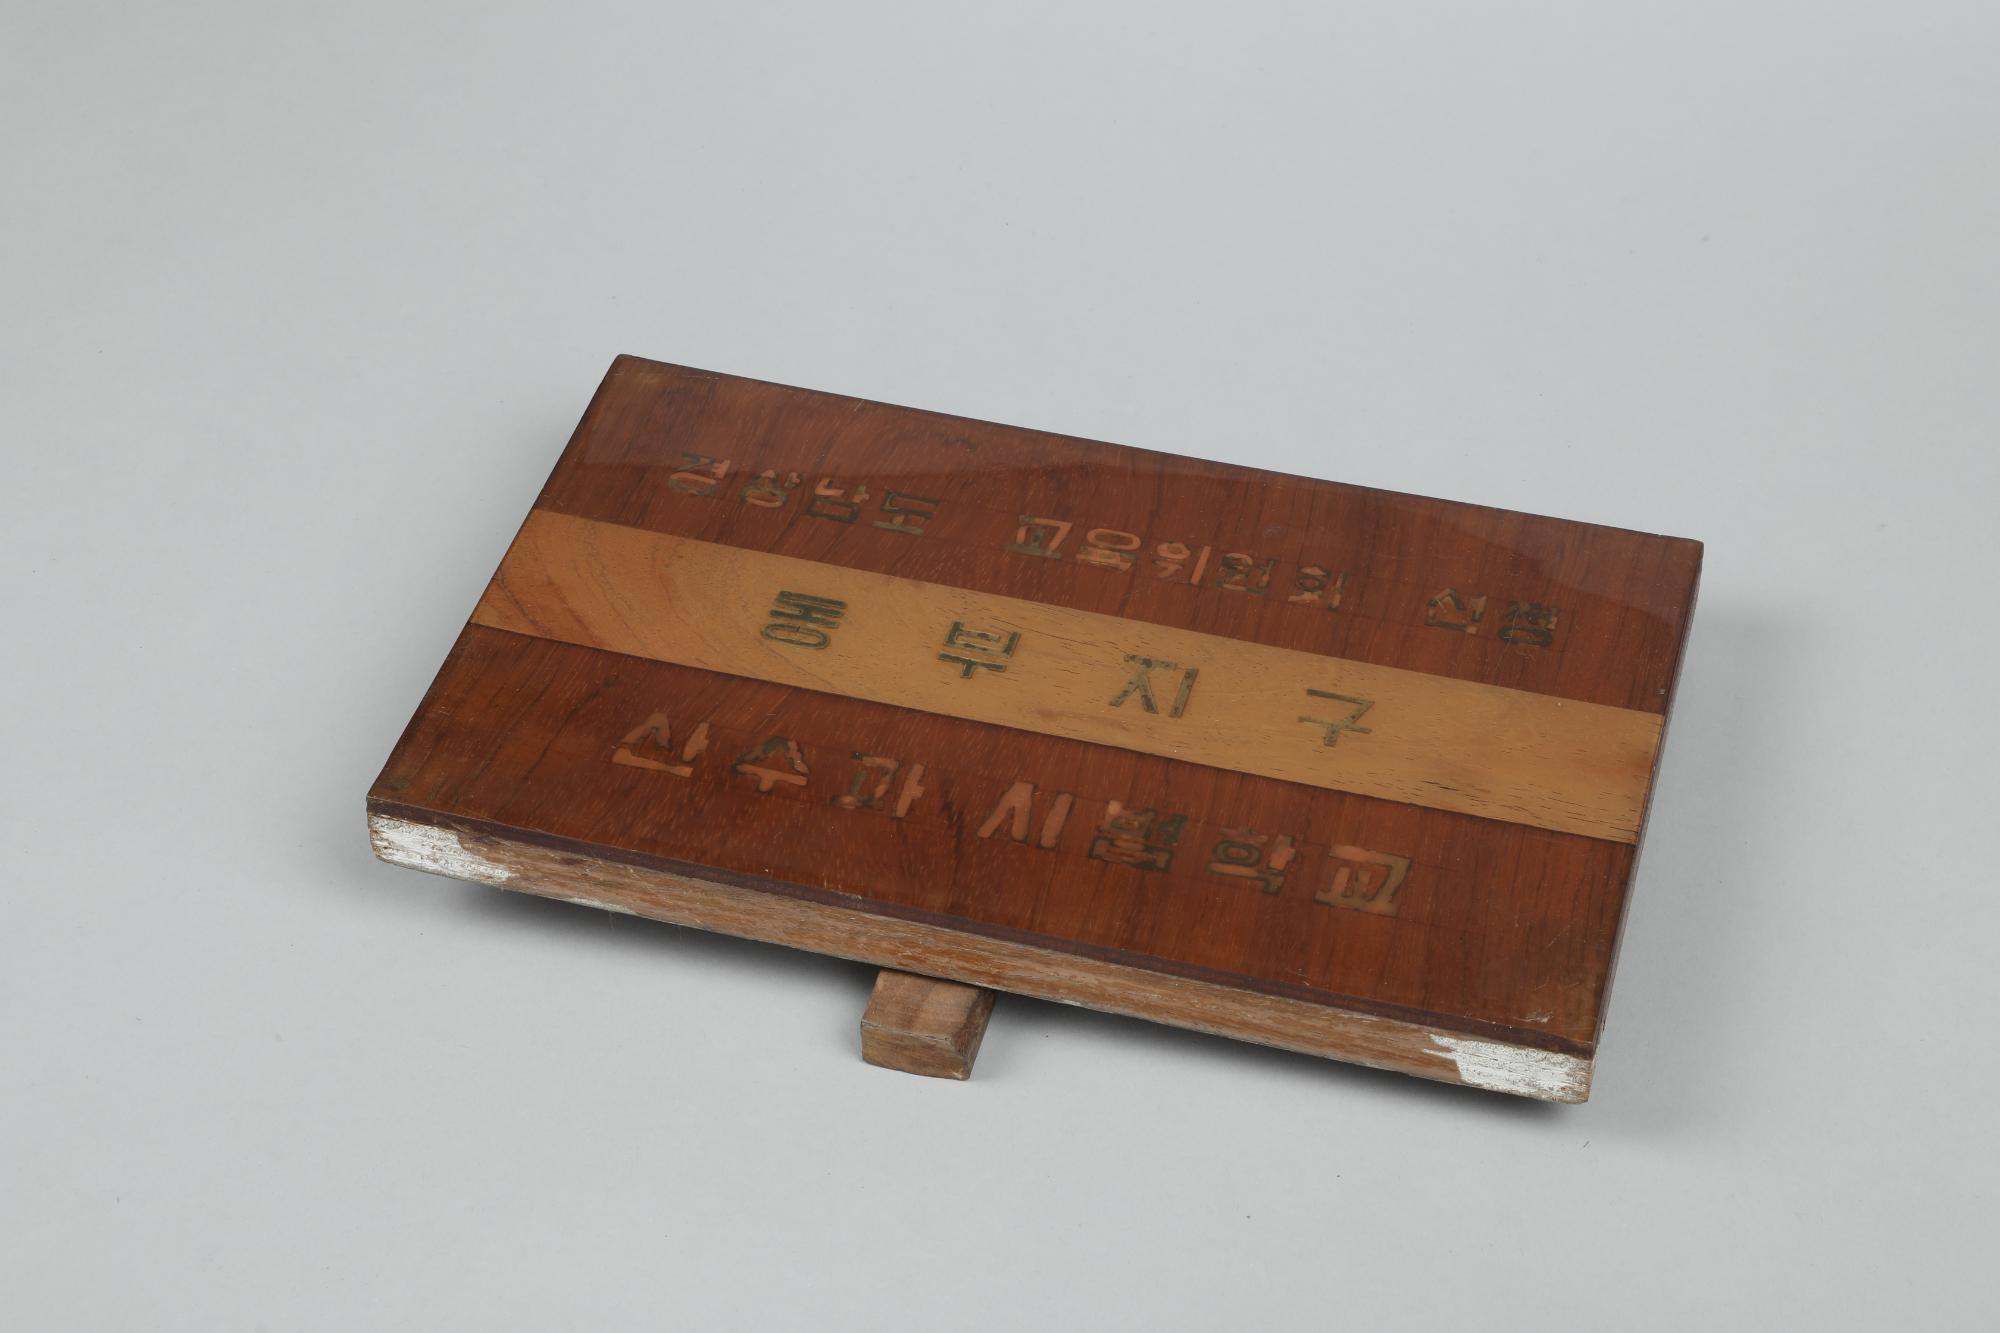 경상남도 교육위원회 선정
동부지구
산수과 시범학교